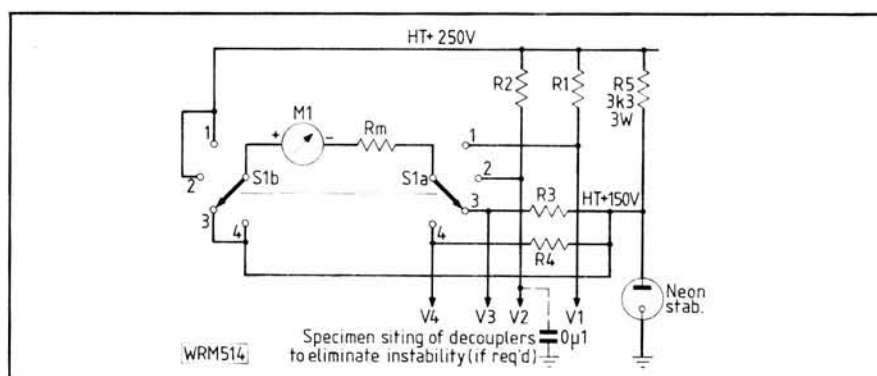 HT+ 250V
R2
R1
R5
3k3
3W
M1
+
-
Rm
1
2
S1b
3
4
S1a
1
2
3
4
R3
HT+150V
R4
V4
V3
V2
V1
Neon
stab.
0µ1
Specimen siting of decouplers
to eliminate instability (if req'd)
WRM514